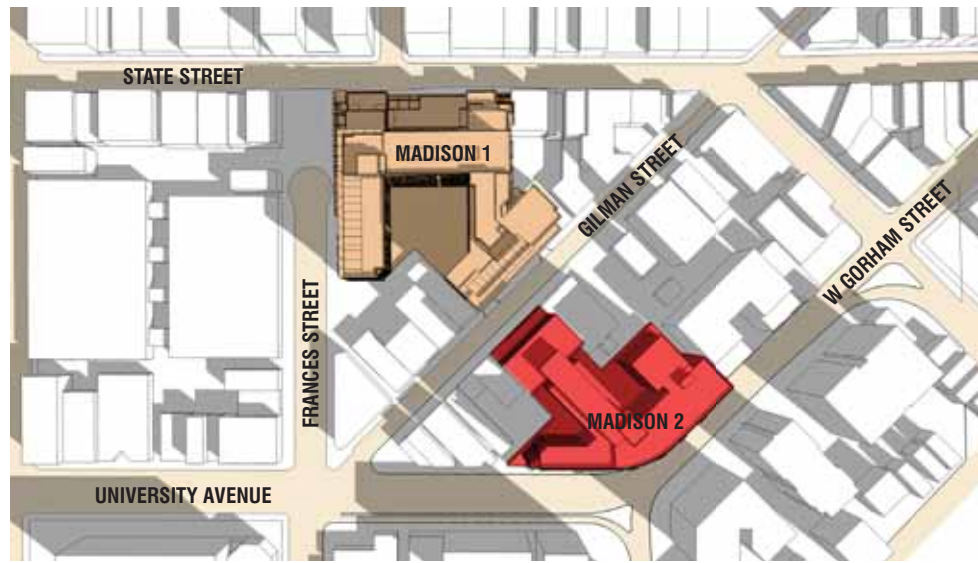 STATE STREET
MADISON 1
GILMAN STREET
W GORHAM STREET
FRANCES STREET
MADISON 2
UNIVERSITY AVENUE